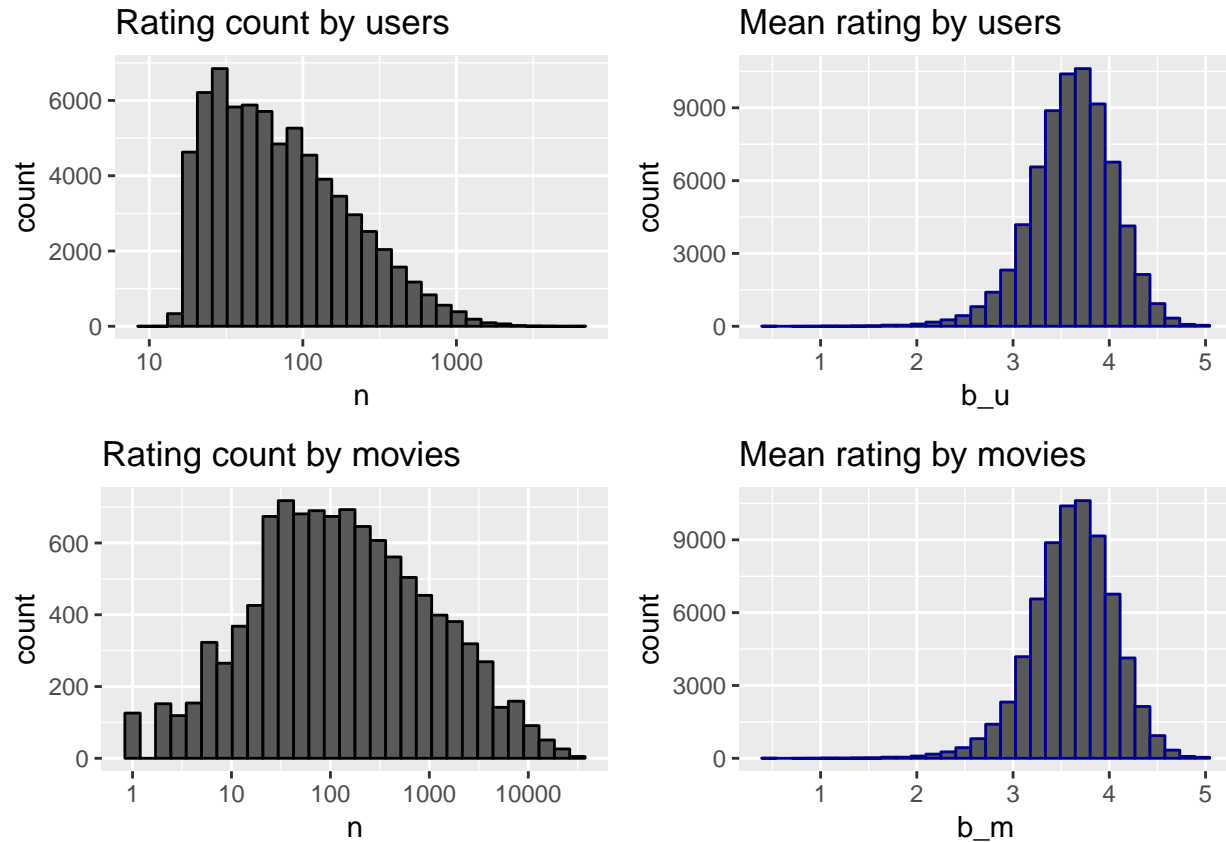 Rating count by users
6000
4000
2000
0
count
10 100 1000
n
Mean rating by users
9000
6000
3000
0
count
1 2 3 4 5
b_u
Rating count by movies
600
400
200
0
count
1 10 100 1000 10000
n
Mean rating by movies
9000
6000
3000
0
count
1 2 3 4 5
b_m